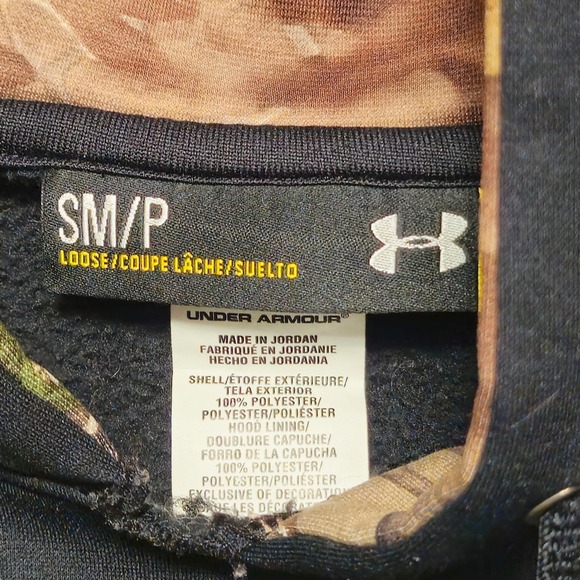 SM/P
LOOSE/COUPE LÂCHE/SUELTO
UNDER ARMOUR®
MADE IN JORDAN
FABRIQUÉ EN JORDANIE
HECHO EN JORDANIA
SHELL/ÉTOFFE EXTÉRIEURE/
TELA EXTERIOR
100% POLYESTER/
POLYESTER/POLIÉSTER
HOOD LINING/
DOUBLURE CAPUCHE/
FORRO DE LA CAPUCHA
100% POLYESTER/
POLYESTER/POLIÉSTER
EXCLUSIVE OF DECORATION
LES